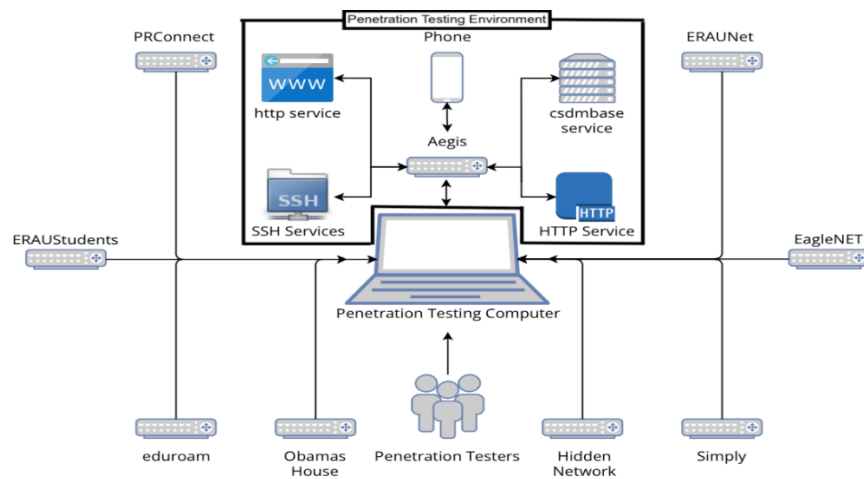 Penetration Testing Environment
PRConnect
Phone
ERAUNet
WWW
http service
csdmbase
service
Aegis
SSH
SSH Services
HTTP
HTTP Service
ERAUStudents
EagleNET
Penetration Testing Computer
eduroam
Obamas
House
Penetration Testers
Hidden
Network
Simply